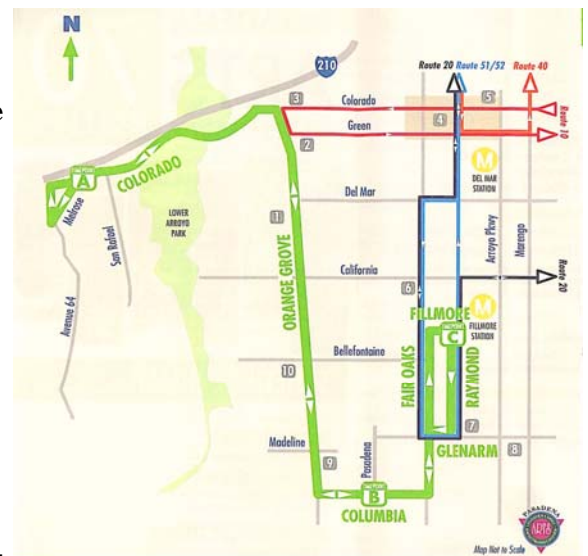 N
210
Route 20
Route 51/52
Route 40
3
Colorado
5
4
Route 10
Green
2
M
DEL MAR
STATION
A
COLORADO
Melrose
San Rafael
LOWER
ARROYO
PARK
Del Mar
1
Arroyo Pkwy
Marengo
Avenue 64
ORANGE GROVE
California
6
Route 20
M
FILLMORE
STATION
FILLMORE
C
Bellefontaine
10
FAIR OAKS
RAYMOND
7
Madeline
8
GLENARM
9
Pasadena
B
COLUMBIA
PASADENA
ARTS
Map Not to Scale
e